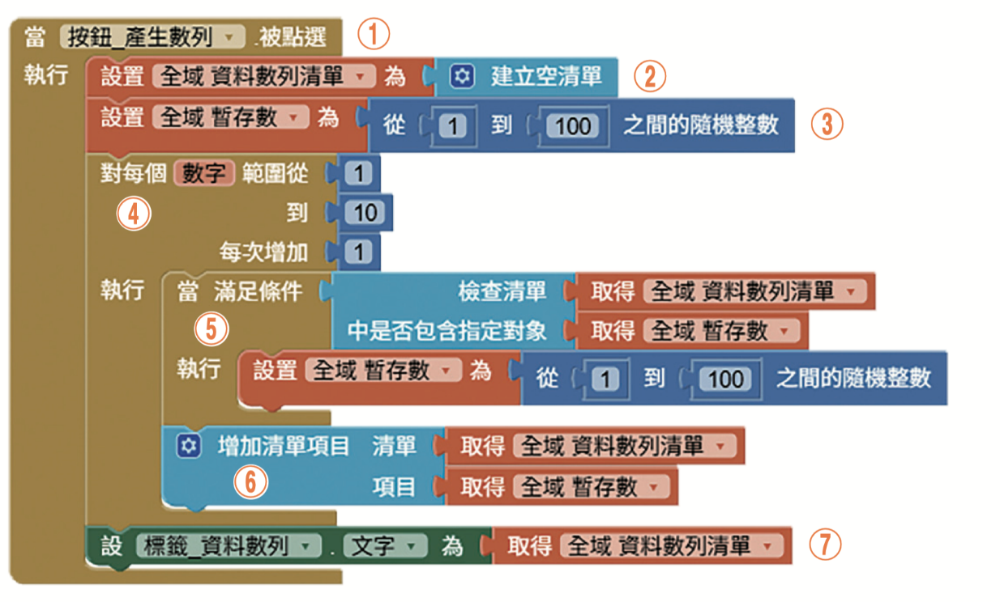 當 按鈕_產生數列 .被點選 ①
執行 設置 全域 資料數列清單 為 建立空清單 ②
設置 全域 暫存數 為 從 1 到 100 之間的隨機整數 ③
對每個 數字 範圍從 1
④ 到 10
每次增加 1
執行 當 滿足條件 檢查清單 取得 全域 資料數列清單
⑤ 中是否包含指定對象 取得 全域 暫存數
執行 設置 全域 暫存數 為 從 1 到 100 之間的隨機整數
增加清單項目 清單 取得 全域 資料數列清單
⑥ 項目 取得 全域 暫存數
設 標籤_資料數列 . 文字 為 取得 全域 資料數列清單 ⑦